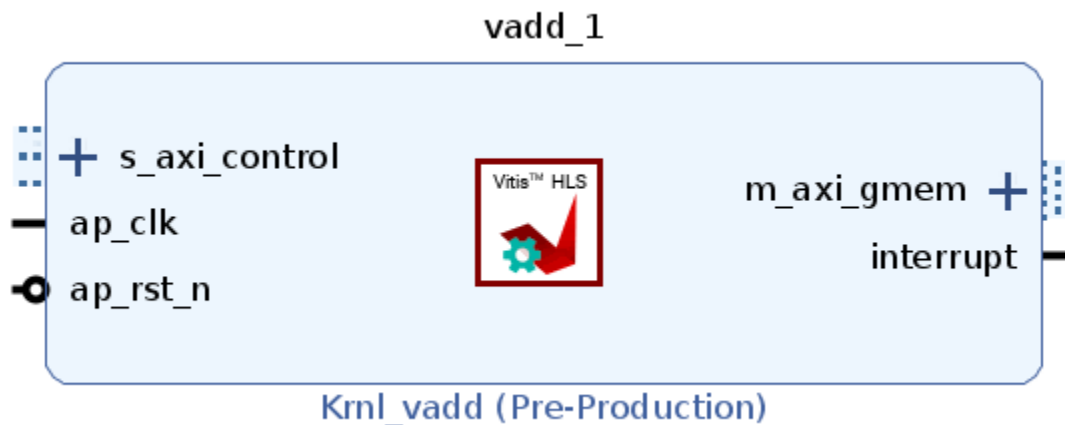 vadd_1
s_axi_control
ap_clk
ap_rst_n
Vitis™ HLS
m_axi_gmem
interrupt
Krnl_vadd (Pre-Production)